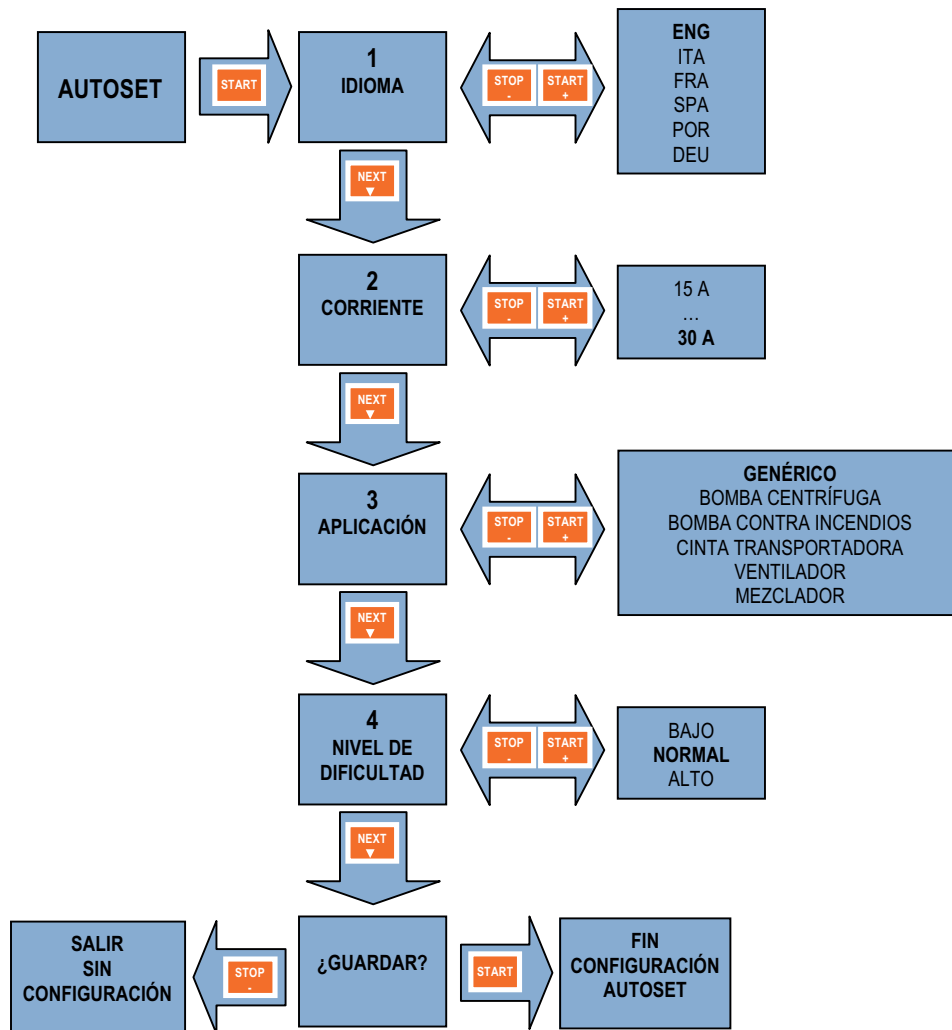 AUTOSET
START
1
IDIOMA
STOP
-
START
+
ENG
ITA
FRA
SPA
POR
DEU
NEXT
▼
2
CORRIENTE
STOP
-
START
+
15 A
...
30 A
NEXT
▼
3
APLICACIÓN
STOP
-
START
+
GENÉRICO
BOMBA CENTRÍFUGA
BOMBA CONTRA INCENDIOS
CINTA TRANSPORTADORA
VENTILADOR
MEZCLADOR
NEXT
▼
4
NIVEL DE
DIFICULTAD
STOP
-
START
+
BAJO
NORMAL
ALTO
NEXT
▼
SALIR
SIN
CONFIGURACIÓN
STOP
-
¿GUARDAR?
START
FIN
CONFIGURACIÓN
AUTOSET